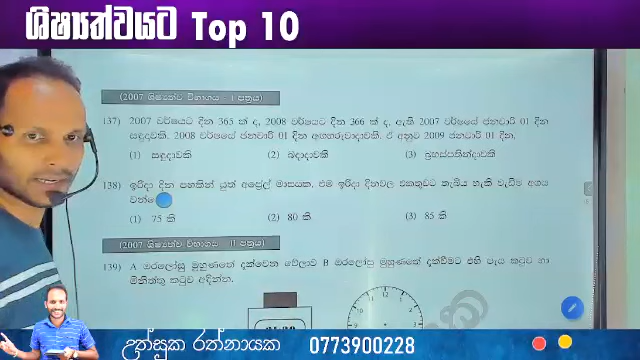 ශිෂ්‍යත්වයට Top 10
(2007 ශිෂ්‍යත්ව විභාගය - I පත්‍රය)
137) 2007 වර්ෂයට දින 365 ක් ද, 2008 වර්ෂයට දින 366 ක් ද, ඇති 2007 වර්ෂයේ ජනවාරි 01 දින
සඳුදාවකි. 2008 වර්ෂයේ ජනවාරි 01 දින අඟහරුවාදාවකි. ඒ අනුව 2009 ජනවාරි 01 දින,
(1) සඳුදාවකි (2) බදාදාවකි (3) බ්‍රහස්පතින්දාවකි
138) ඉරිදා දින පහකින් යුත් අප්‍රේල් මාසයක, එම ඉරිදා දිනවල එකතුවට තැබිය හැකි වැඩිම අගය
වන්නේ
(1) 75 කි (2) 80 කි (3) 85 කි
(2007 ශිෂ්‍යත්ව විභාගය - II පත්‍රය)
139) A ඔරලෝසු මුහුණතේ දැක්වෙන වේලාව B ඔරලෝසු මුහුණතේ දැක්වීමට එහි පැය කටුව හා
මිනිත්තු කටුව අඳින්න.
උත්සුක රත්නායක 0773900228